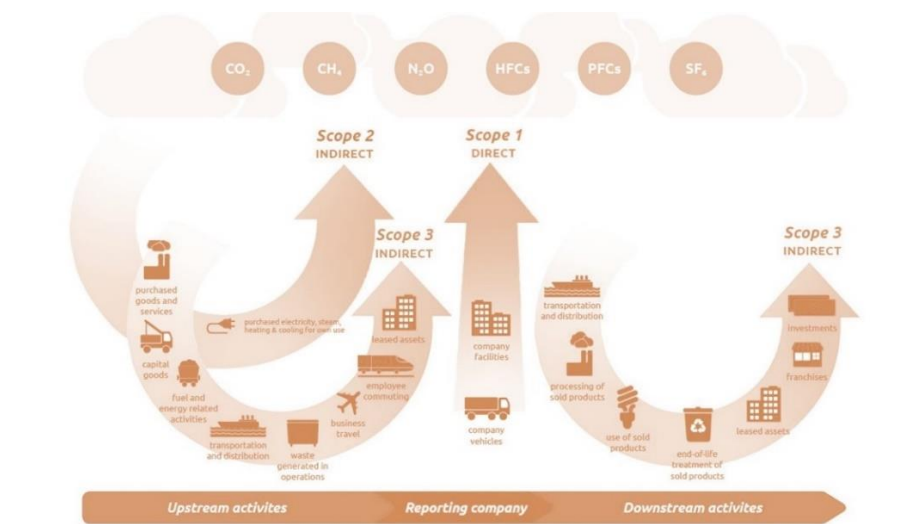 CO₂ CH₄ N₂O HFCs PFCs SF₆
Scope 2
INDIRECT
Scope 1
DIRECT
Scope 3
INDIRECT
Scope 3
INDIRECT
purchased
goods and
services
capital
goods
fuel and
energy related
activities
transportation
and distribution
waste
generated in
operations
business
travel
employee
commuting
leased assets
purchased electricity, steam,
heating & cooling for own use
company
facilities
company
vehicles
transportation
and distribution
processing of
sold products
use of sold
products
end-of-life
treatment of
sold products
leased assets
franchises
investments
Upstream activites
Reporting company
Downstream activites